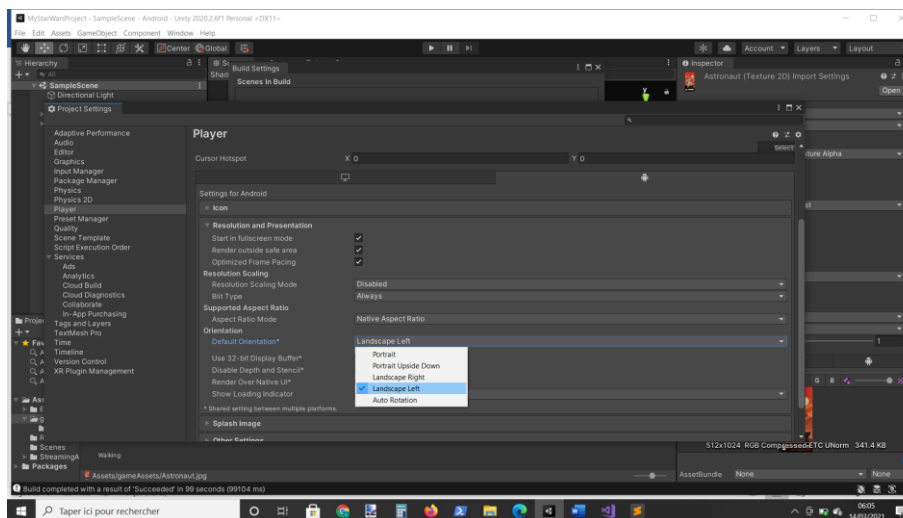 MyStarWarsProject - SampleScene - Android - Unity 2020.2.6f1 Personal <DX11>
File Edit Assets GameObject Component Window Help
Center Global Account Layers Layout
Hierarchy
Inspector
All
Build Settings
Scenes In Build
SampleScene
Directional Light
Astronaut (Texture 2D) Import Settings
Open
Project Settings
Adaptive Performance
Audio
Editor
Graphics
Input Manager
Package Manager
Physics
Physics 2D
Player
Preset Manager
Quality
Scene Template
Script Execution Order
Services
Ads
Analytics
Cloud Build
Cloud Diagnostics
Collaborate
In-App Purchasing
Tags and Layers
TextMesh Pro
Time
Timeline
Version Control
XR Plugin Management
Player
Select
Cursor Hotspot X 0 Y 0
Settings for Android
Icon
Resolution and Presentation
Start in fullscreen mode
Render outside safe area
Optimized Frame Pacing
Resolution Scaling
Resolution Scaling Mode Disabled
Blit Type Always
Supported Aspect Ratio
Aspect Ratio Mode Native Aspect Ratio
Orientation
Default Orientation* Landscape Left
Portrait
Portrait Upside Down
Landscape Right
Landscape Left
Auto Rotation
Use 32-bit Display Buffer*
Disable Depth and Stencil*
Render Over Native UI*
Show Loading Indicator
* Shared setting between multiple platforms.
Splash Image
Other Settings
Scenes
StreamingA
Packages
Walking
Assets/gameAssets/Astronaut.jpg
512x1024 RGB Compressed ETC UNorm 341.4 KB
AssetBundle None None
Build completed with a result of 'Succeeded' in 99 seconds (99104 ms)
Taper ici pour rechercher
06:05
14/03/2021